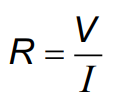 R = V/I